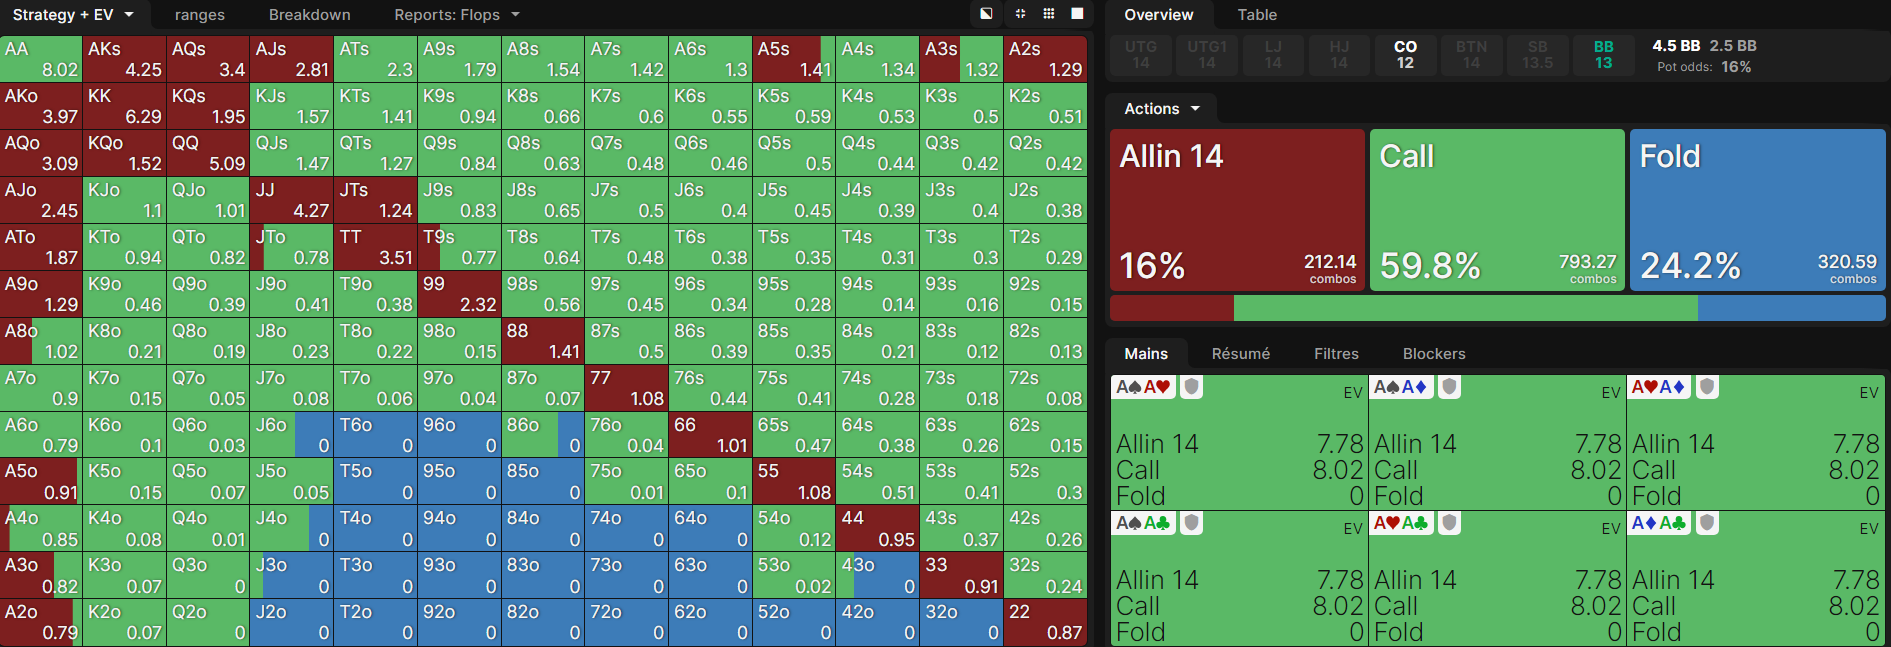 Strategy + EV ranges Breakdown Reports: Flops
AA AKs AQs AJs ATs A9s A8s A7s A6s A5s A4s A3s A2s
8.02 4.25 3.4 2.81 2.3 1.79 1.54 1.42 1.3 1.41 1.34 1.32 1.29
AKo KK KQs KJs KTs K9s K8s K7s K6s K5s K4s K3s K2s
3.97 6.29 1.95 1.57 1.41 0.94 0.66 0.6 0.55 0.59 0.53 0.5 0.51
AQo KQo QQ QJs QTs Q9s Q8s Q7s Q6s Q5s Q4s Q3s Q2s
3.09 1.52 5.09 1.47 1.27 0.84 0.63 0.48 0.46 0.5 0.44 0.42 0.42
AJo KJo QJo JJ JTs J9s J8s J7s J6s J5s J4s J3s J2s
2.45 1.1 1.01 4.27 1.24 0.83 0.65 0.5 0.4 0.45 0.39 0.4 0.38
ATo KTo QTo JTo TT T9s T8s T7s T6s T5s T4s T3s T2s
1.87 0.94 0.82 0.78 3.51 0.77 0.64 0.48 0.38 0.35 0.31 0.3 0.29
A9o K9o Q9o J9o T9o 99 98s 97s 96s 95s 94s 93s 92s
1.29 0.46 0.39 0.41 0.38 2.32 0.56 0.45 0.34 0.28 0.14 0.16 0.15
A8o K8o Q8o J8o T8o 98o 88 87s 86s 85s 84s 83s 82s
1.02 0.21 0.19 0.23 0.22 0.15 1.41 0.5 0.39 0.35 0.21 0.12 0.13
A7o K7o Q7o J7o T7o 97o 87o 77 76s 75s 74s 73s 72s
0.9 0.15 0.05 0.08 0.06 0.04 0.07 1.08 0.44 0.41 0.28 0.18 0.08
A6o K6o Q6o J6o T6o 96o 86o 76o 66 65s 64s 63s 62s
0.79 0.1 0.03 0 0 0 0 0.04 1.01 0.47 0.38 0.26 0.15
A5o K5o Q5o J5o T5o 95o 85o 75o 65o 55 54s 53s 52s
0.91 0.15 0.07 0.05 0 0 0 0.01 0.1 1.08 0.51 0.41 0.3
A4o K4o Q4o J4o T4o 94o 84o 74o 64o 54o 44 43s 42s
0.85 0.08 0.01 0 0 0 0 0 0 0.12 0.95 0.37 0.26
A3o K3o Q3o J3o T3o 93o 83o 73o 63o 53o 43o 33 32s
0.82 0.07 0 0 0 0 0 0 0 0.02 0 0.91 0.24
A2o K2o Q2o J2o T2o 92o 82o 72o 62o 52o 42o 32o 22
0.79 0.07 0 0 0 0 0 0 0 0 0 0 0.87
Overview Table
UTG UTG1 LJ HJ CO BTN SB BB 4.5 BB 2.5 BB
14 14 14 14 12 14 13.5 13 Pot odds: 16%
Actions
Allin 14 Call Fold
16% 212.14 combos 59.8% 793.27 combos 24.2% 320.59 combos
Mains Résumé Filtres Blockers
A♠A♥ EV A♠A♦ EV A♥A♦ EV
Allin 14 7.78 Allin 14 7.78 Allin 14 7.78
Call 8.02 Call 8.02 Call 8.02
Fold 0 Fold 0 Fold 0
A♠A♣ EV A♥A♣ EV A♦A♣ EV
Allin 14 7.78 Allin 14 7.78 Allin 14 7.78
Call 8.02 Call 8.02 Call 8.02
Fold 0 Fold 0 Fold 0